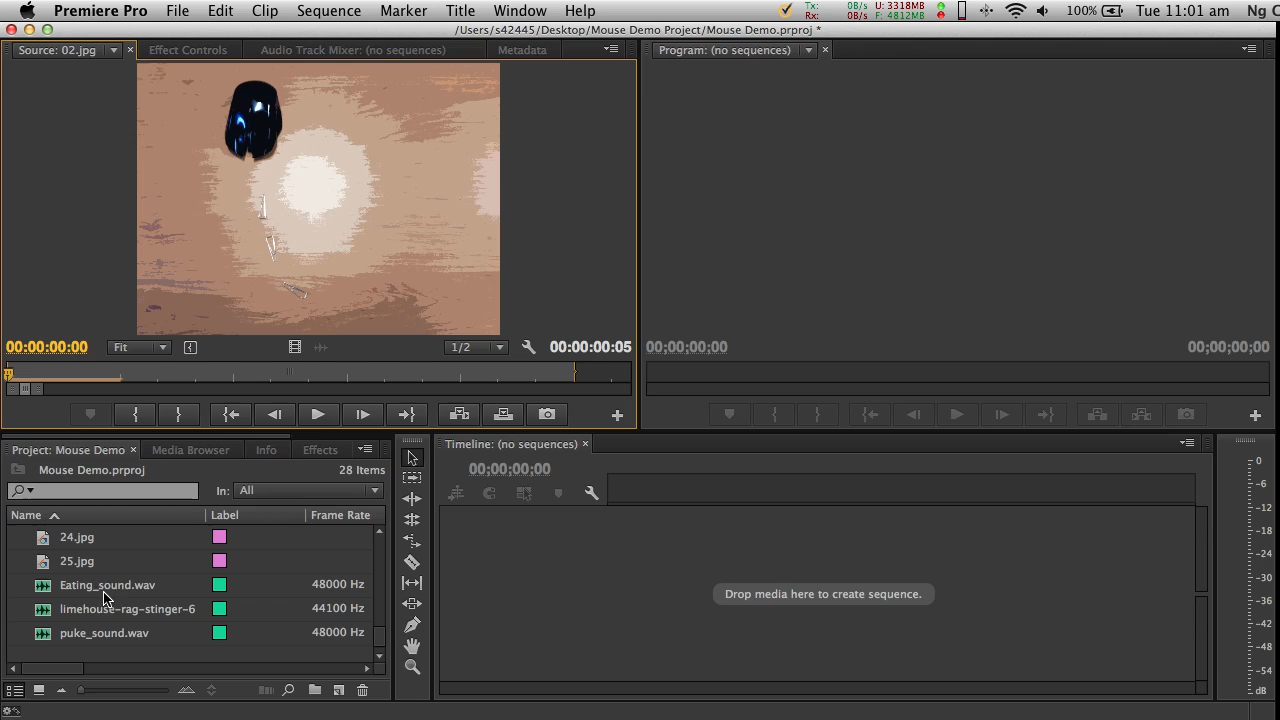 Premiere Pro File Edit Clip Sequence Marker Title Window Help Tx: 0B/s U: 3318MB Rx: 0B/s F: 4812MB 100% Tue 11:01 am Ng C
/Users/s42445/Desktop/Mouse Demo Project/Mouse Demo.prproj *
Source: 02.jpg Effect Controls Audio Track Mixer: (no sequences) Metadata Program: (no sequences)
00:00:00:00 Fit 1/2 00:00:00:05 00;00;00;00 00;00;00;00
Project: Mouse Demo Media Browser Info Effects Timeline: (no sequences)
Mouse Demo.prproj 28 Items 00;00;00;00
In: All
Name Label Frame Rate
24.jpg
25.jpg
Eating_sound.wav 48000 Hz
limehouse-rag-stinger-6 44100 Hz
puke_sound.wav 48000 Hz
Drop media here to create sequence.
0
-6
-12
-18
-24
-30
-36
-42
-48
-54
dB